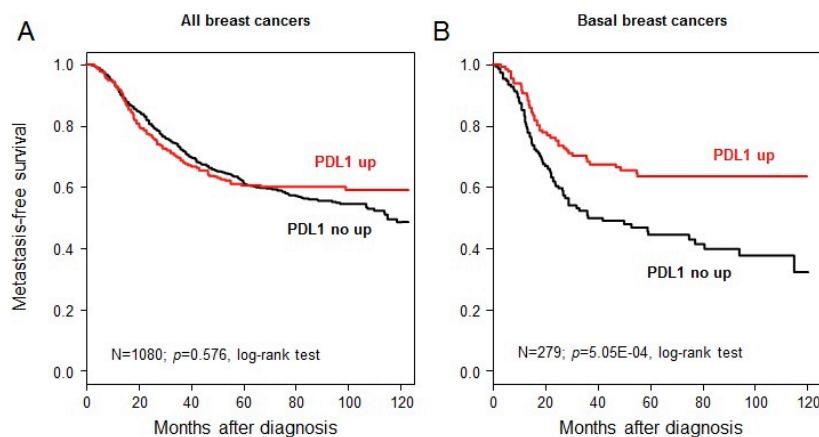 A
All breast cancers
Metastasis-free survival
1.0
0.8
0.6
0.4
0.2
0.0
PDL1 up
PDL1 no up
N=1080; p=0.576, log-rank test
0 20 40 60 80 100 120
Months after diagnosis
B
Basal breast cancers
1.0
0.8
0.6
0.4
0.2
0.0
PDL1 up
PDL1 no up
N=279; p=5.05E-04, log-rank test
0 20 40 60 80 100 120
Months after diagnosis